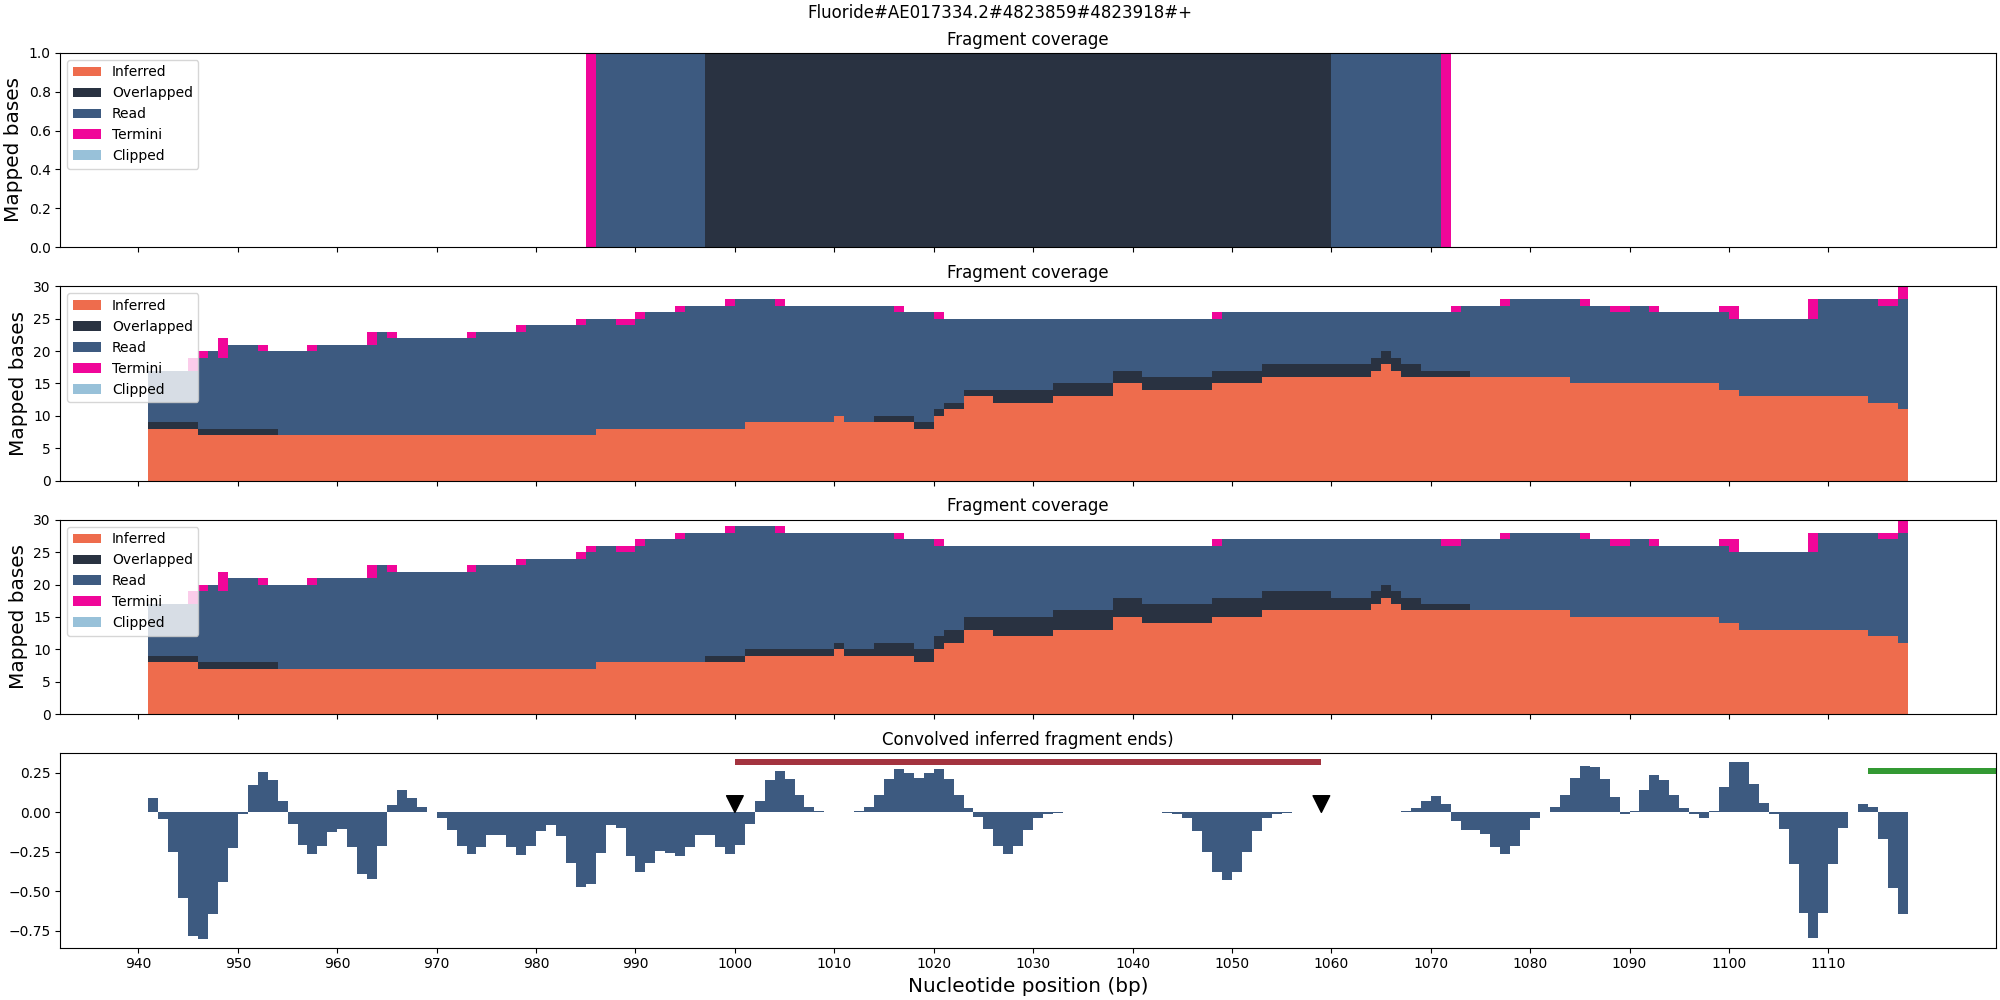 Fluoride#AE017334.2#4823859#4823918#+
Fragment coverage
Mapped bases
1.0
0.8
0.6
0.4
0.2
0.0
Inferred
Overlapped
Read
Termini
Clipped
Fragment coverage
Mapped bases
30
25
20
15
10
5
0
Inferred
Overlapped
Read
Termini
Clipped
Fragment coverage
Mapped bases
30
25
20
15
10
5
0
Inferred
Overlapped
Read
Termini
Clipped
Convolved inferred fragment ends)
0.25
0.00
−0.25
−0.50
−0.75
940 950 960 970 980 990 1000 1010 1020 1030 1040 1050 1060 1070 1080 1090 1100 1110
Nucleotide position (bp)